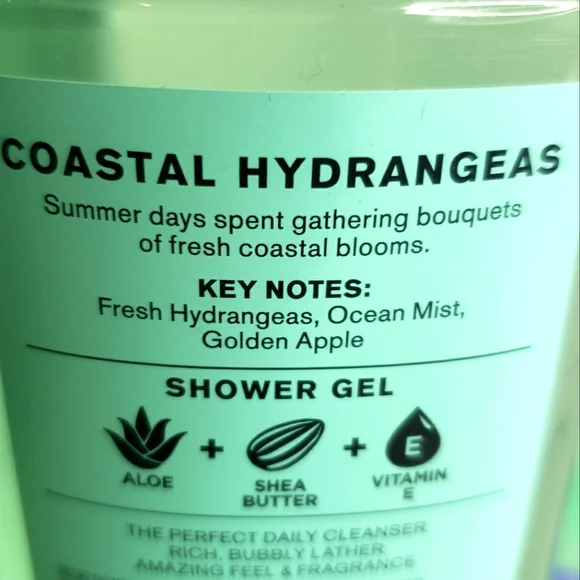 COASTAL HYDRANGEAS
Summer days spent gathering bouquets
of fresh coastal blooms.
KEY NOTES:
Fresh Hydrangeas, Ocean Mist,
Golden Apple
SHOWER GEL
ALOE + SHEA BUTTER + VITAMIN E
E
THE PERFECT DAILY CLEANSER
RICH, BUBBLY LATHER
AMAZING FEEL & FRAGRANCE